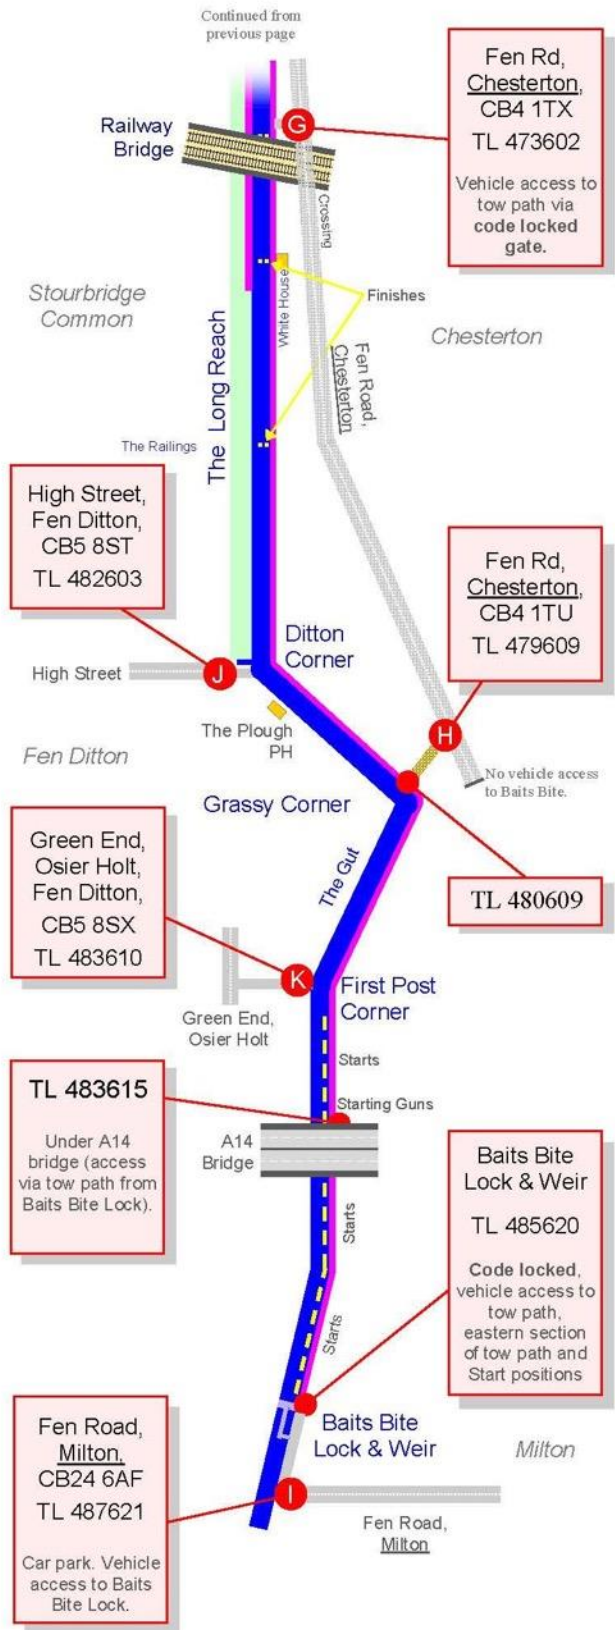 Continued from
previous page
Fen Rd,
Chesterton,
CB4 1TX
TL 473602
Vehicle access to
tow path via
code locked
gate.
G
Railway
Bridge
Crossing
White House
Finishes
Stourbridge
Common
Chesterton
The Long Reach
Fen Road,
Chesterton
The Railings
High Street,
Fen Ditton,
CB5 8ST
TL 482603
Fen Rd,
Chesterton,
CB4 1TU
TL 479609
Ditton
Corner
High Street
J
The Plough
PH
H
Fen Ditton
No vehicle access
to Baits Bite.
Grassy Corner
Green End,
Osier Holt,
Fen Ditton,
CB5 8SX
TL 483610
The Gut
TL 480609
K
First Post
Corner
Green End,
Osier Holt
Starts
TL 483615
Under A14
bridge (access
via tow path from
Baits Bite Lock).
Starting Guns
A14
Bridge
Baits Bite
Lock & Weir
TL 485620
Code locked,
vehicle access to
tow path,
eastern section
of tow path and
Start positions
Starts
Starts
Fen Road,
Milton,
CB24 6AF
TL 487621
Car park. Vehicle
access to Baits
Bite Lock.
Baits Bite
Lock & Weir
Milton
I
Fen Road,
Milton